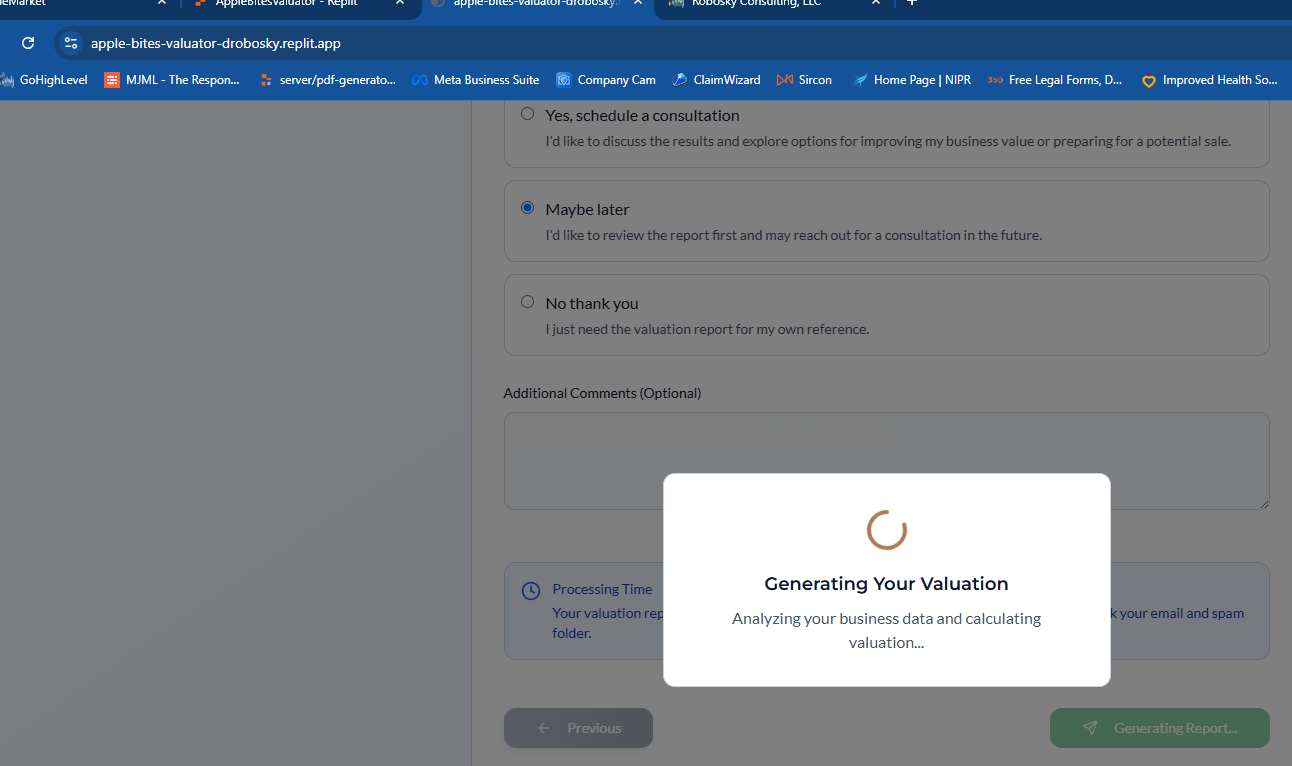 AppleBitesValuator - Replit
apple-bites-valuator-drobosky.
Robosky Consulting, LLC
apple-bites-valuator-drobosky.replit.app
GoHighLevel
MJML - The Respon...
server/pdf-generato...
Meta Business Suite
Company Cam
ClaimWizard
Sircon
Home Page | NIPR
360
Free Legal Forms, D...
Improved Health So...
Yes, schedule a consultation
I'd like to discuss the results and explore options for improving my business value or preparing for a potential sale.
Maybe later
I'd like to review the report first and may reach out for a consultation in the future.
No thank you
I just need the valuation report for my own reference.
Additional Comments (Optional)
Generating Your Valuation
Analyzing your business data and calculating
valuation...
Processing Time
Your valuation rep
k your email and spam
folder.
Previous
Generating Report...